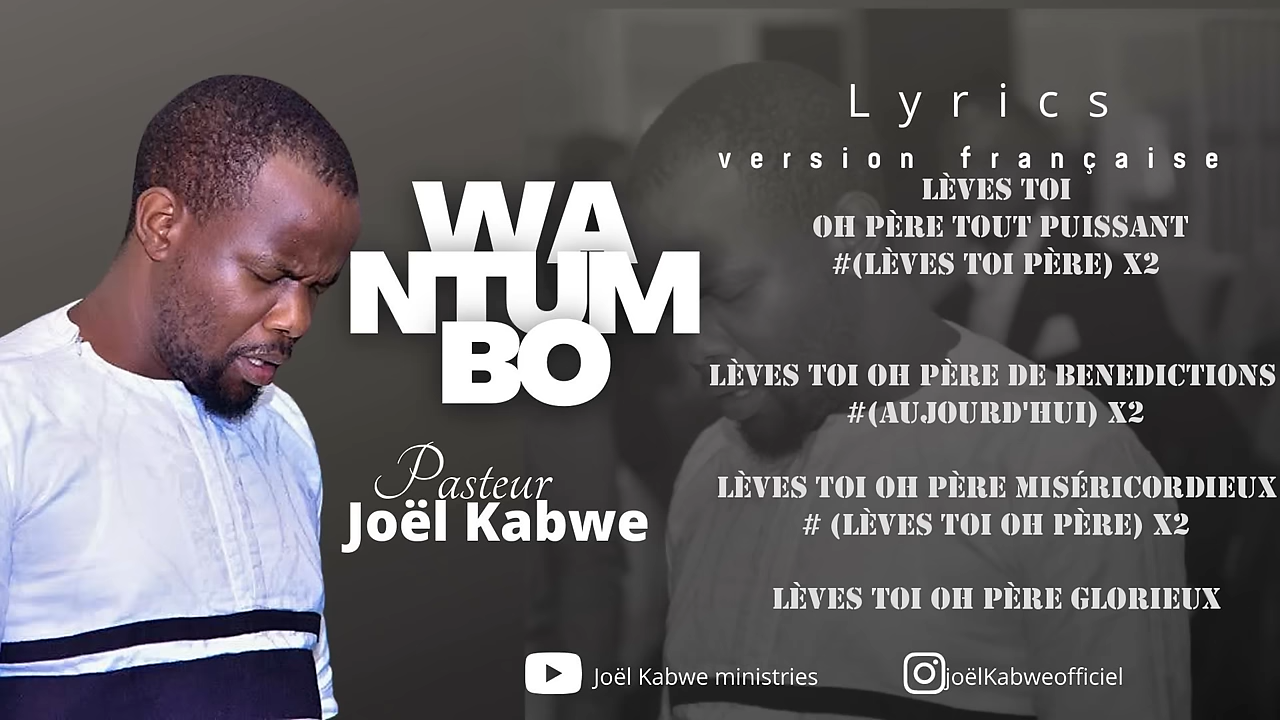 WA
NTUM
BO
Pasteur
Joël Kabwe
Lyrics
version française
LÈVES TOI
OH PÈRE TOUT PUISSANT
#(LÈVES TOI PÈRE) X2
LÈVES TOI OH PÈRE DE BENEDICTIONS
#(AUJOURD'HUI) X2
LÈVES TOI OH PÈRE MISÉRICORDIEUX
# (LÈVES TOI OH PÈRE) X2
LÈVES TOI OH PÈRE GLORIEUX
Joël Kabwe ministries
joëlKabweofficiel